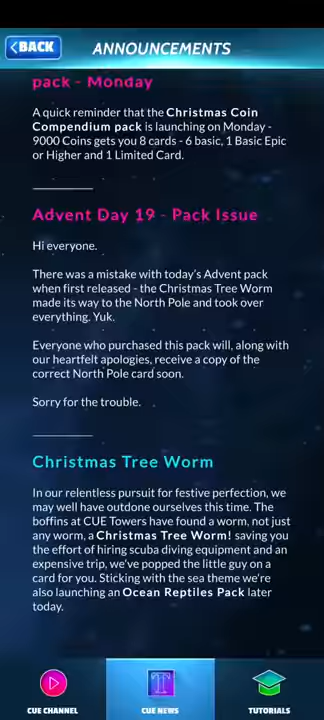 BACK
ANNOUNCEMENTS
pack - Monday
A quick reminder that the Christmas Coin
Compendium pack is launching on Monday -
9000 Coins gets you 8 cards - 6 basic, 1 Basic Epic
or Higher and 1 Limited Card.
Advent Day 19 - Pack Issue
Hi everyone.
There was a mistake with today's Advent pack
when first released - the Christmas Tree Worm
made its way to the North Pole and took over
everything. Yuk.
Everyone who purchased this pack will, along with
our heartfelt apologies, receive a copy of the
correct North Pole card soon.
Sorry for the trouble.
Christmas Tree Worm
In our relentless pursuit for festive perfection, we
may well have outdone ourselves this time. The
boffins at CUE Towers have found a worm, not just
any worm, a Christmas Tree Worm! saving you
the effort of hiring scuba diving equipment and an
expensive trip, we've popped the little guy on a
card for you. Sticking with the sea theme we're
also launching an Ocean Reptiles Pack later
today.
CUE CHANNEL
CUE NEWS
TUTORIALS